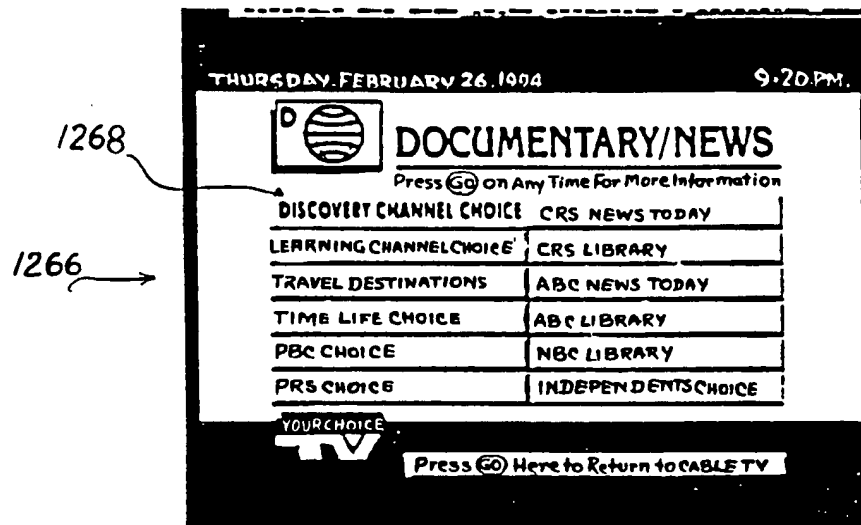 THURSDAY.FEBRUARY 26,1994 9:20.PM.
D
1268
DOCUMENTARY/NEWS
Press GO on Any Time For More Information
DISCOVERY CHANNEL CHOICE CRS NEWS TODAY
LEARNING CHANNEL CHOICE CRS LIBRARY
1266
TRAVEL DESTINATIONS ABC NEWS TODAY
TIME LIFE CHOICE ABC LIBRARY
PBC CHOICE NBC LIBRARY
PRS CHOICE INDEPENDENTS CHOICE
YOUR CHOICE
TV
Press GO Here to Return to CABLE TV